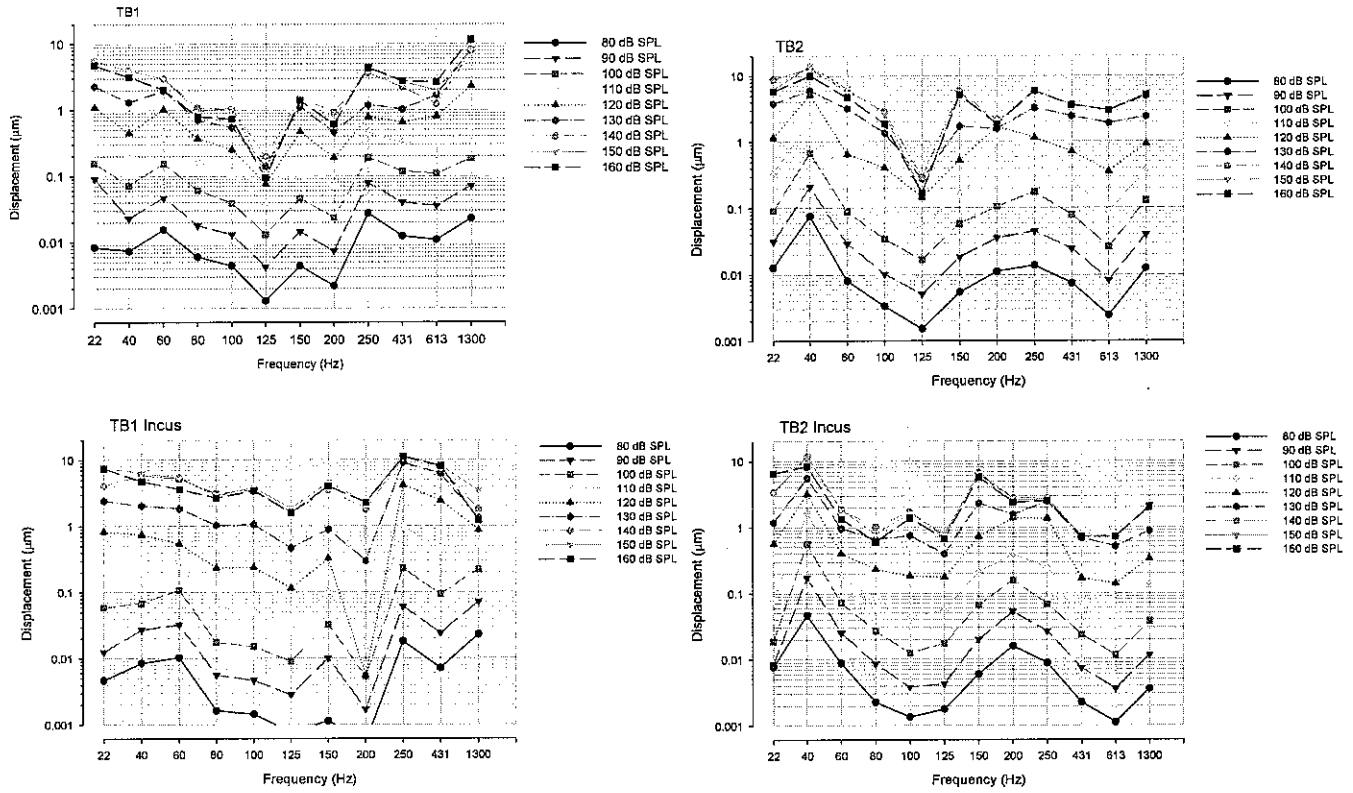 TB1
Displacement (µm)
10
1
0.1
0.01
0.001
22 40 60 80 100 125 150 200 250 431 613 1300
Frequency (Hz)
80 dB SPL
90 dB SPL
100 dB SPL
110 dB SPL
120 dB SPL
130 dB SPL
140 dB SPL
150 dB SPL
160 dB SPL
TB2
Displacement (µm)
10
1
0.1
0.01
0.001
22 40 60 100 125 150 200 250 431 613 1300
Frequency (Hz)
80 dB SPL
90 dB SPL
100 dB SPL
110 dB SPL
120 dB SPL
130 dB SPL
140 dB SPL
150 dB SPL
160 dB SPL
TB1 Incus
Displacement (µm)
10
1
0.1
0.01
0.001
22 40 60 80 100 125 150 200 250 431 1300
Frequency (Hz)
80 dB SPL
90 dB SPL
100 dB SPL
110 dB SPL
120 dB SPL
130 dB SPL
140 dB SPL
150 dB SPL
160 dB SPL
TB2 Incus
Displacement (µm)
10
1
0.1
0.01
0.001
22 40 60 80 100 125 150 200 250 431 613 1300
Frequency (Hz)
80 dB SPL
90 dB SPL
100 dB SPL
110 dB SPL
120 dB SPL
130 dB SPL
140 dB SPL
150 dB SPL
160 dB SPL